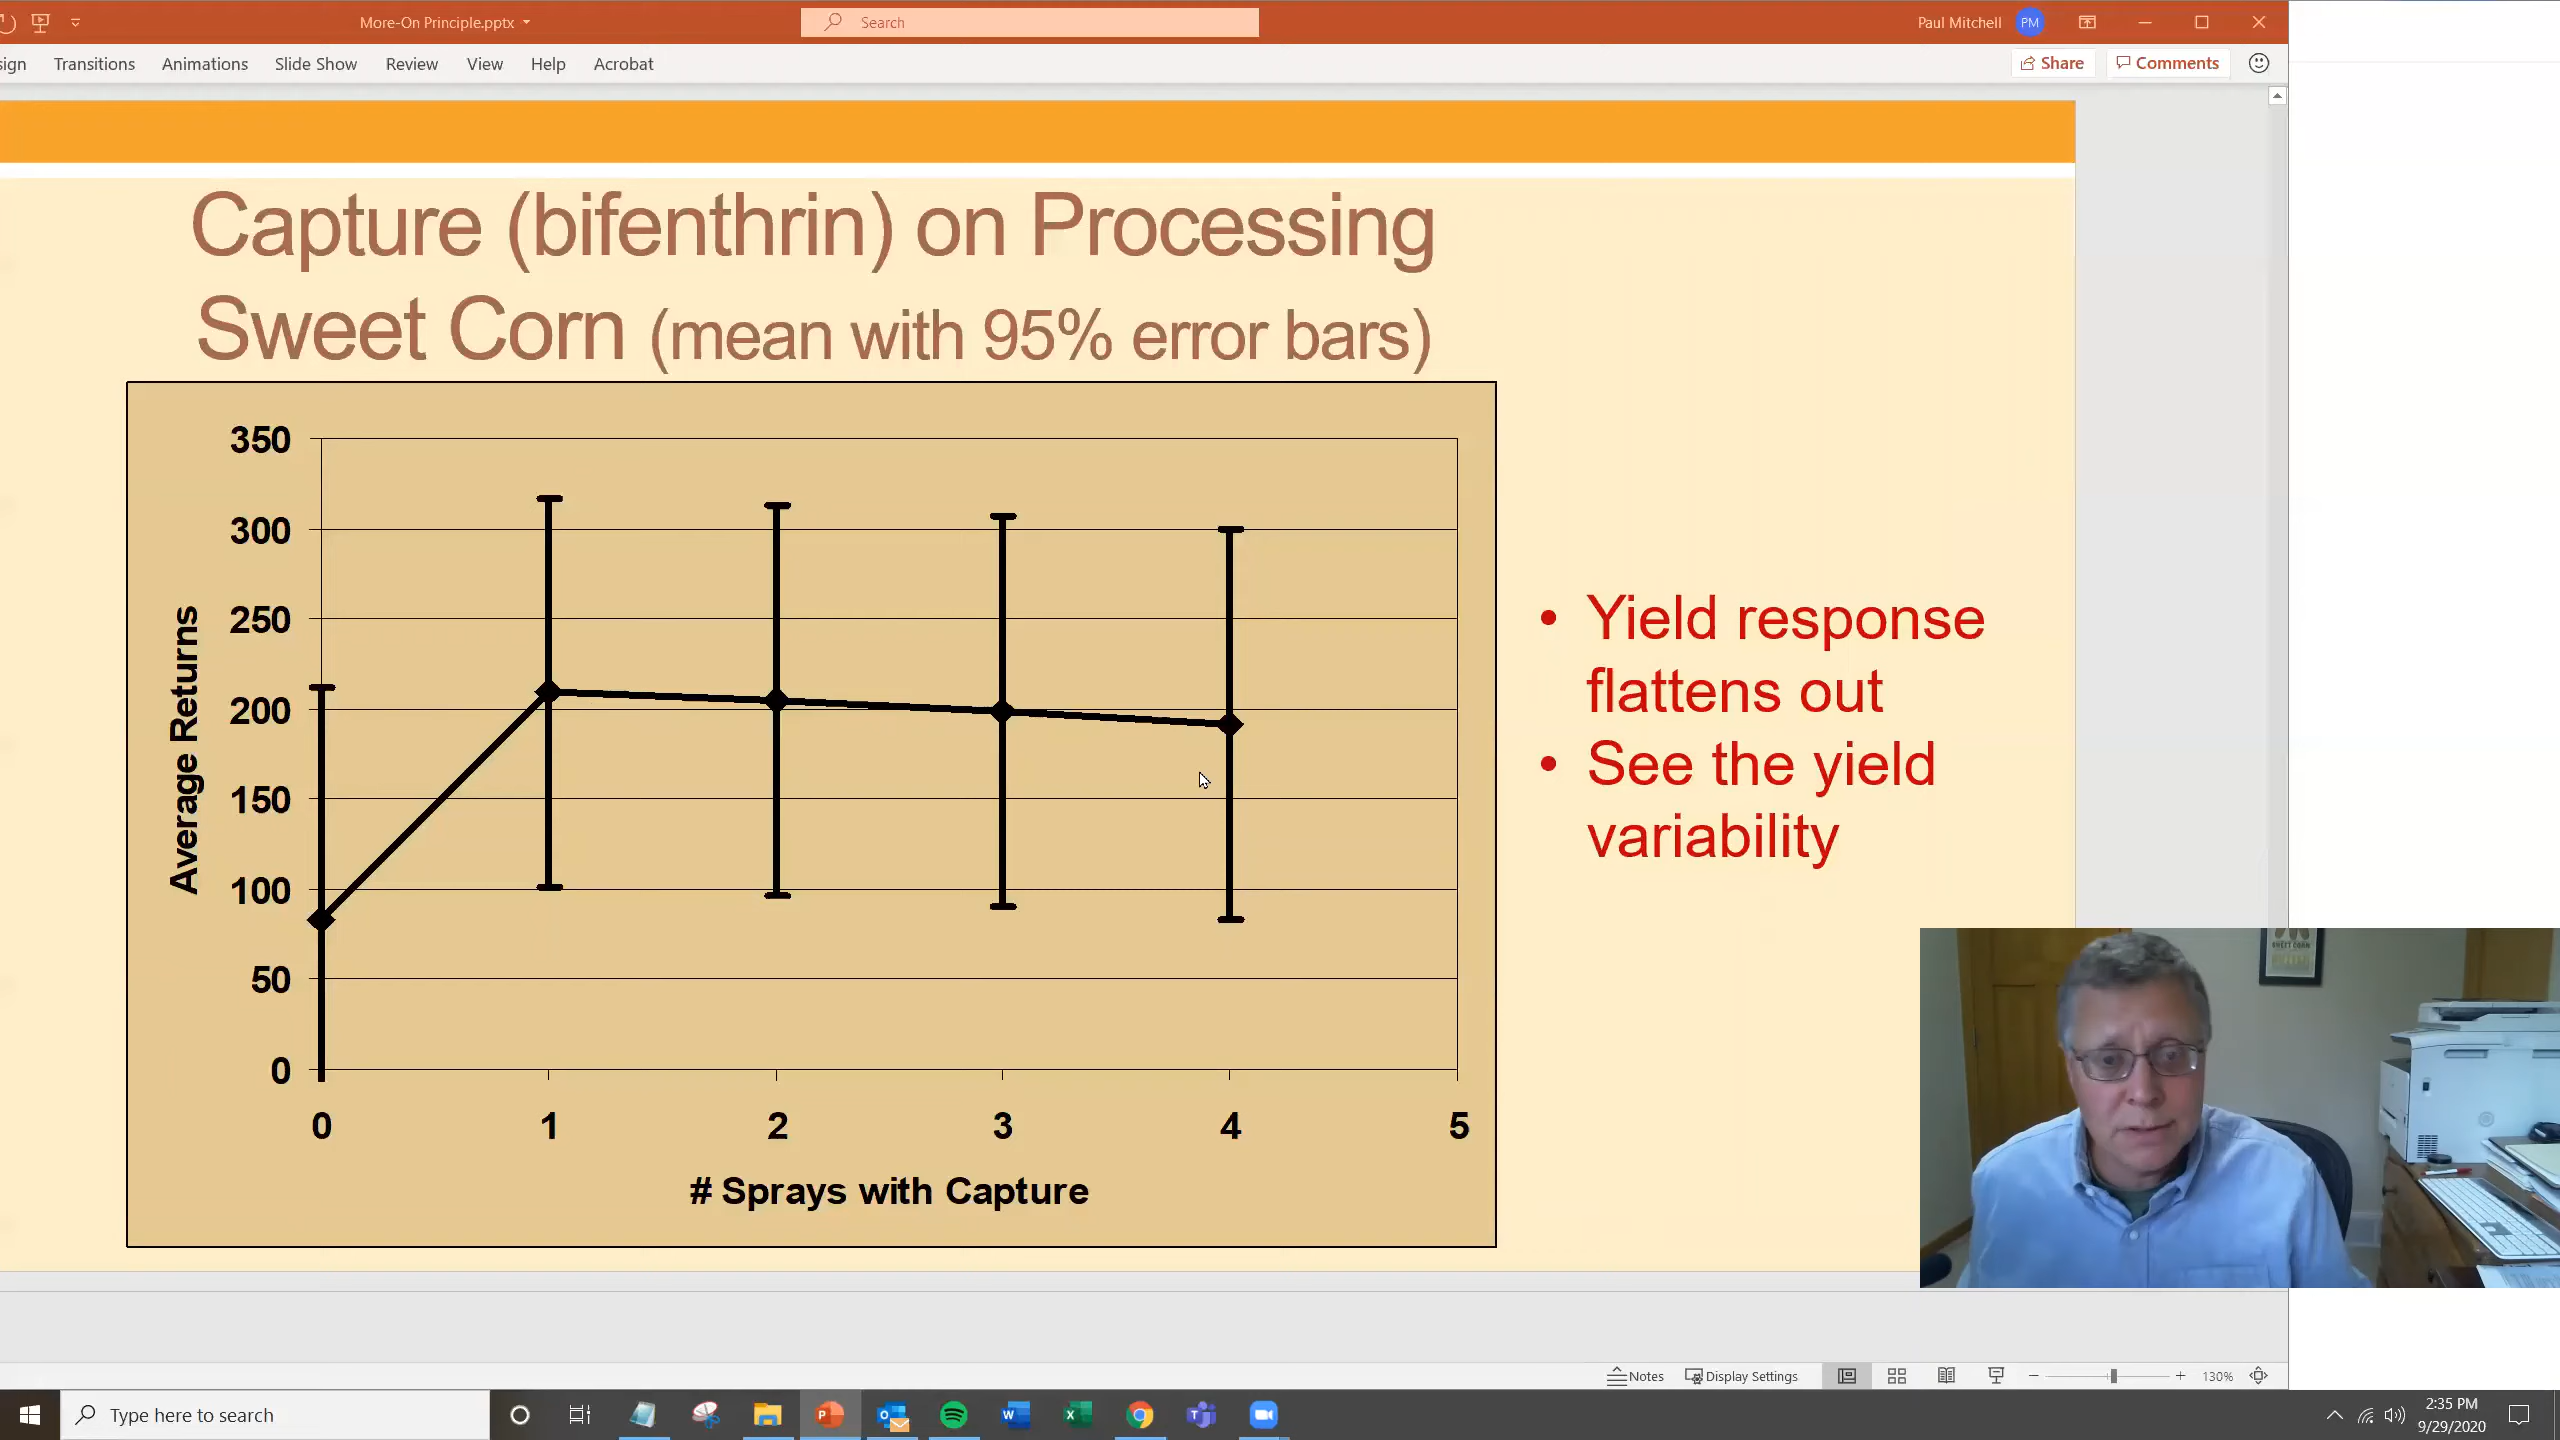 More-On Principle.pptx
Search
Paul Mitchell PM
sign Transitions Animations Slide Show Review View Help Acrobat
Share Comments
Capture (bifenthrin) on Processing
Sweet Corn (mean with 95% error bars)
350
300
250
200
150
100
50
0
Average Returns
0 1 2 3 4 5
# Sprays with Capture
• Yield response
flattens out
• See the yield
variability
SWEET CORN
Notes Display Settings 130%
Type here to search
2:35 PM
9/29/2020